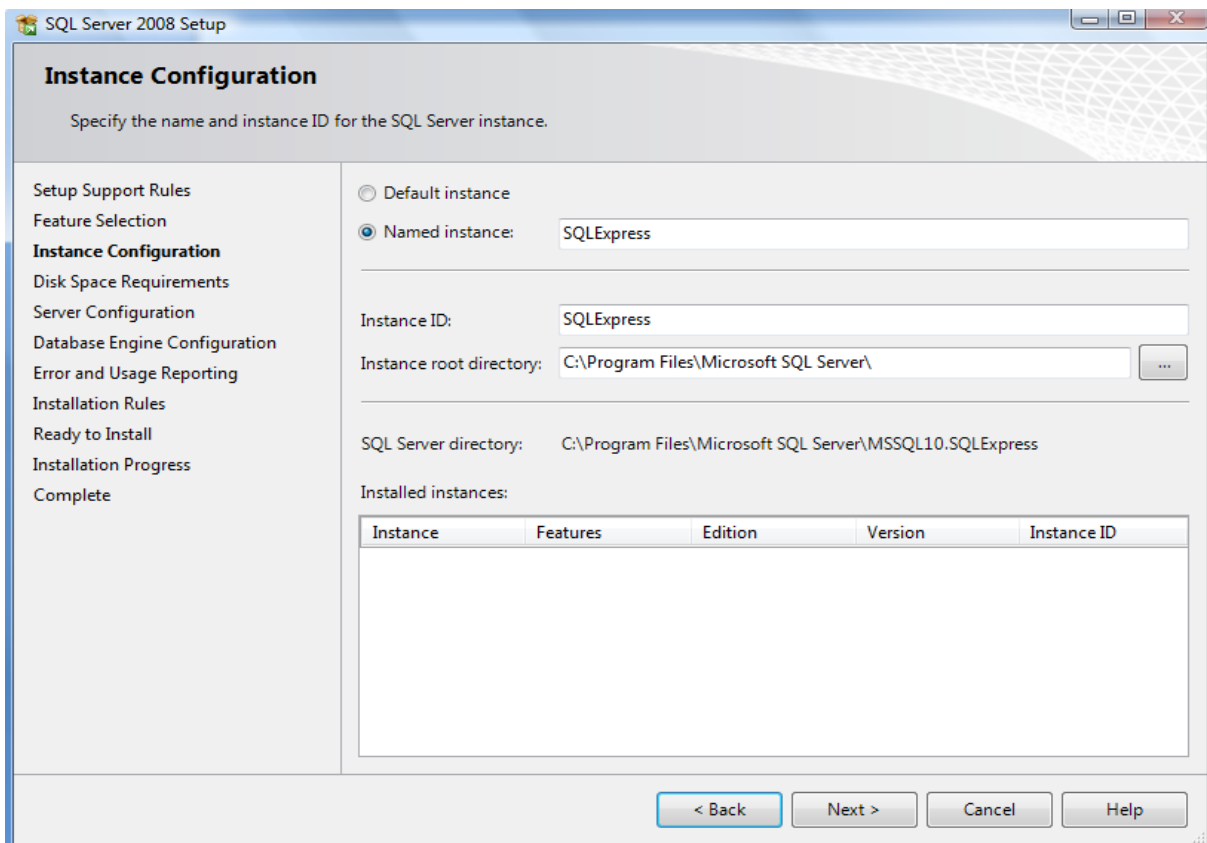 SQL Server 2008 Setup
Instance Configuration
Specify the name and instance ID for the SQL Server instance.
Setup Support Rules
Feature Selection
Instance Configuration
Disk Space Requirements
Server Configuration
Database Engine Configuration
Error and Usage Reporting
Installation Rules
Ready to Install
Installation Progress
Complete
Default instance
Named instance: SQLExpress
Instance ID: SQLExpress
Instance root directory: C:\Program Files\Microsoft SQL Server\ ...
SQL Server directory: C:\Program Files\Microsoft SQL Server\MSSQL10.SQLExpress
Installed instances:
Instance Features Edition Version Instance ID
< Back Next > Cancel Help